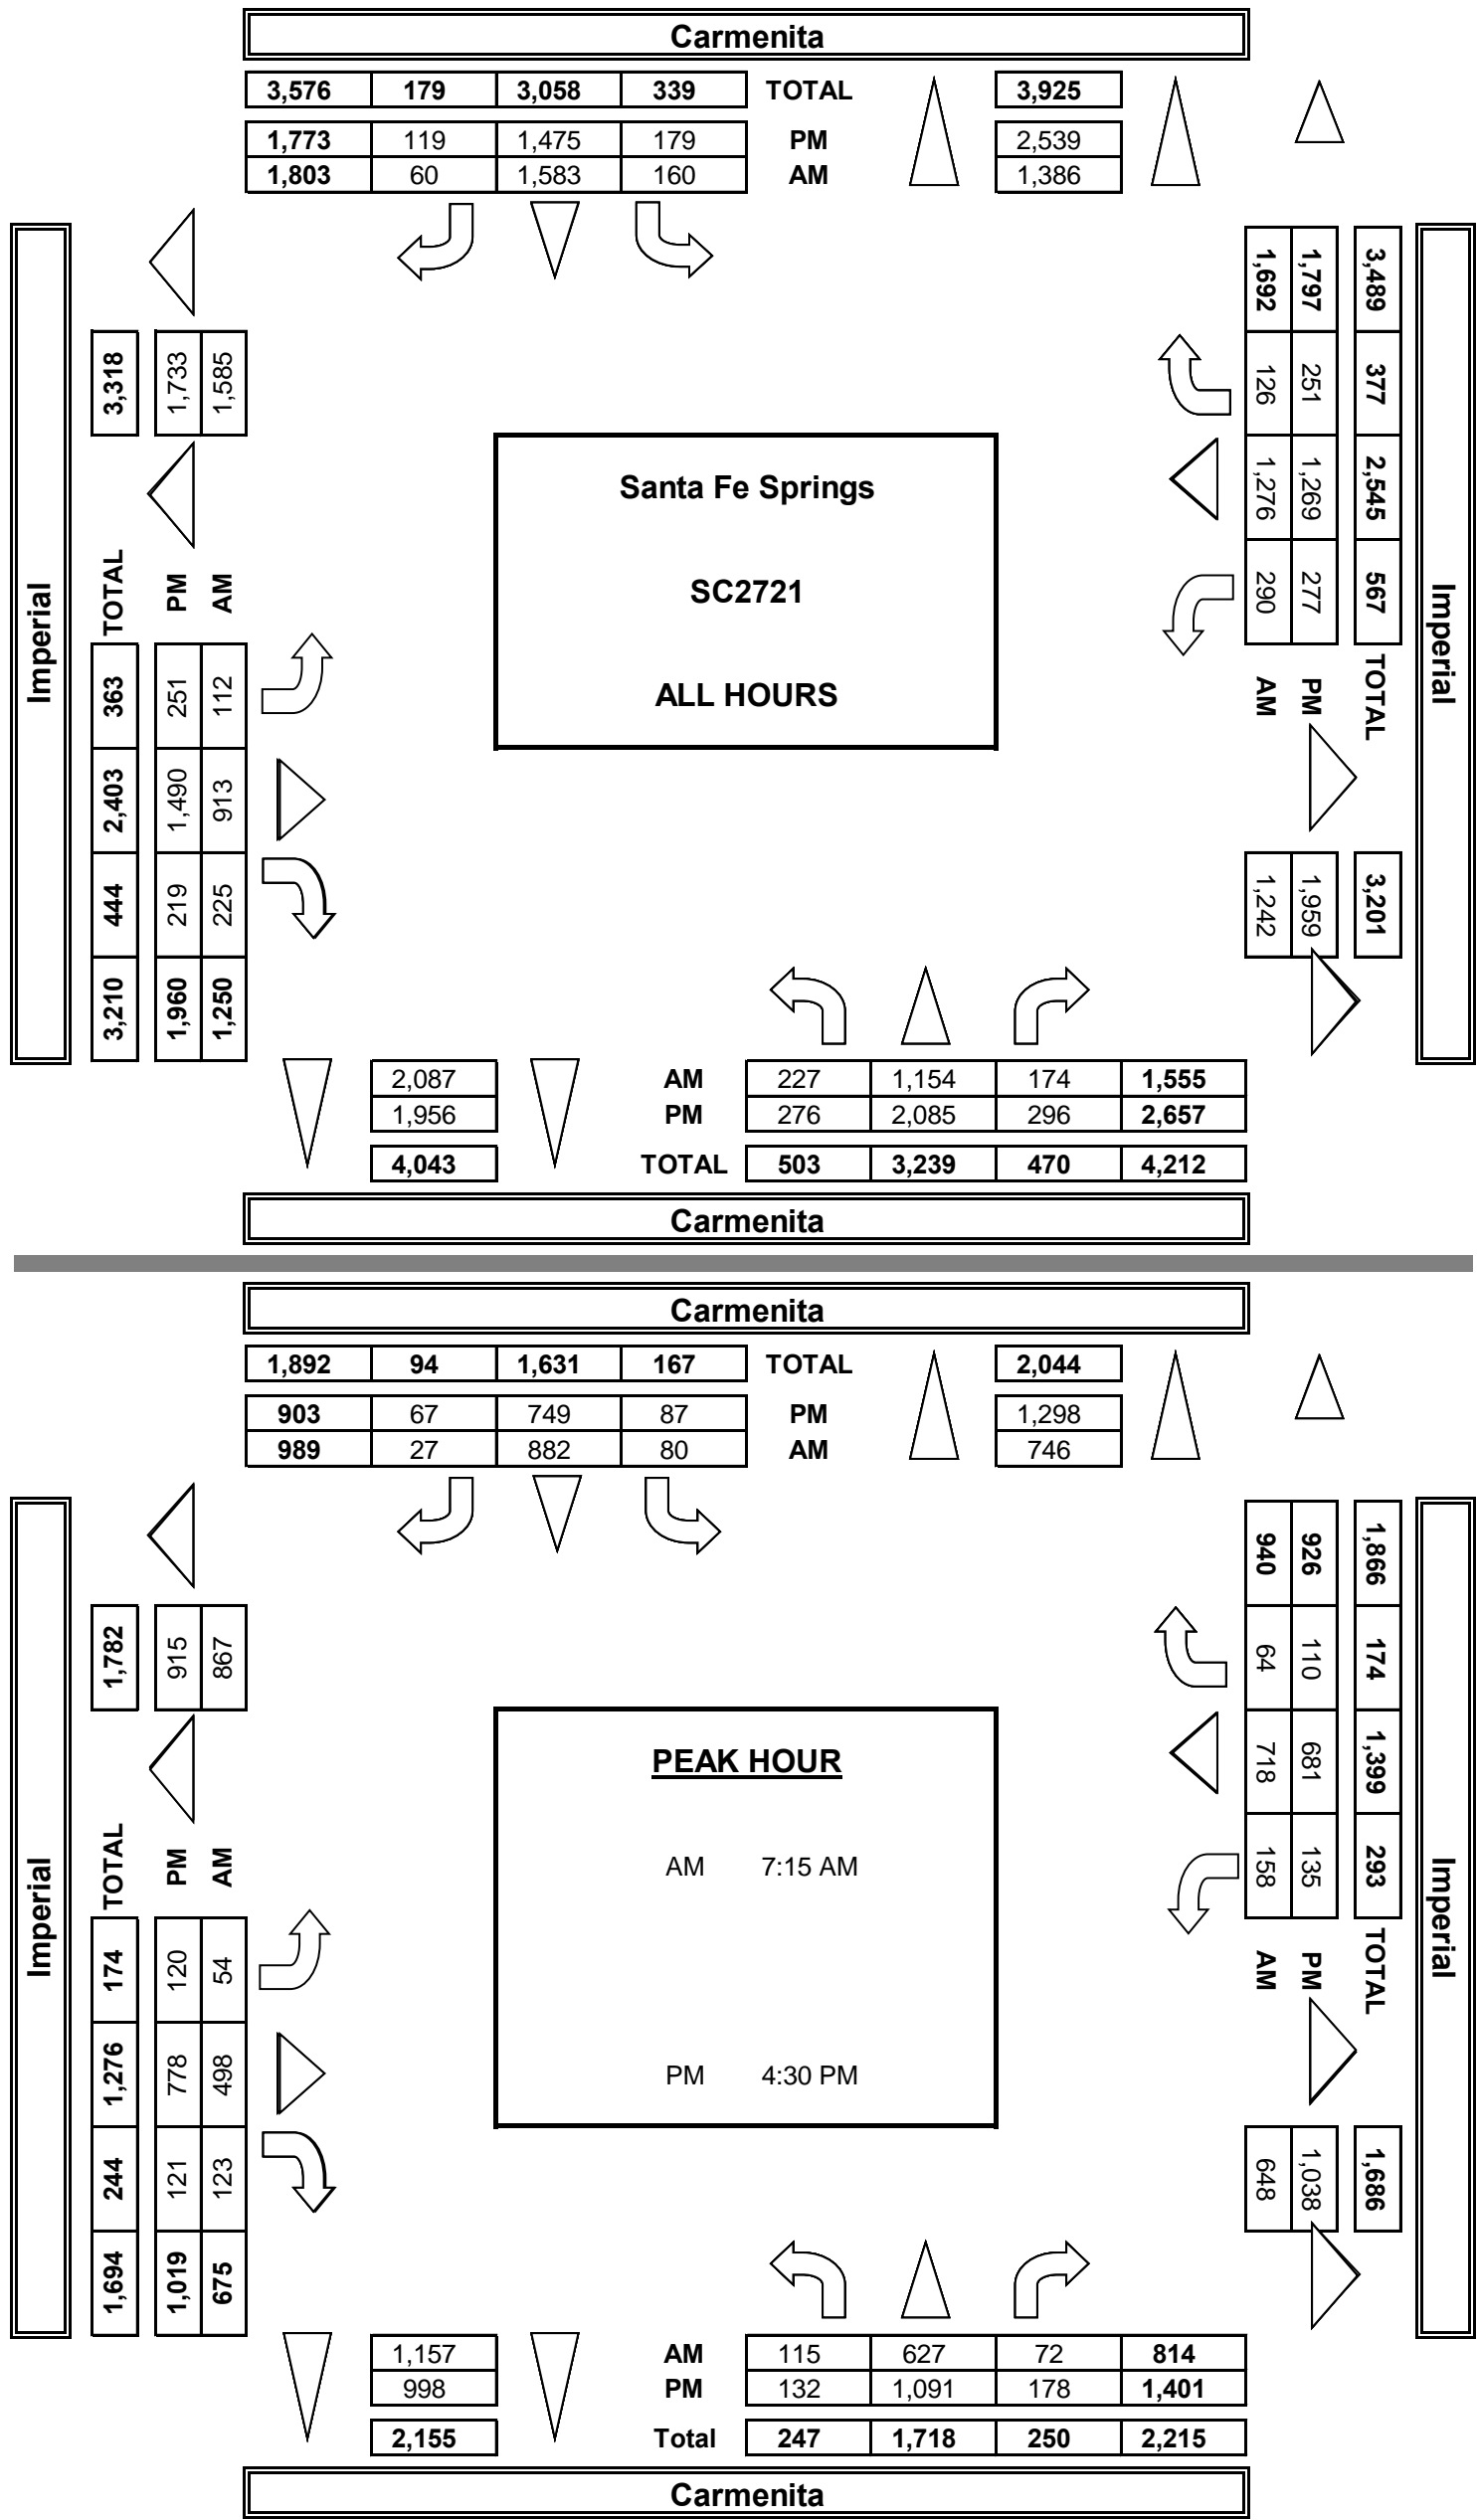 Carmenita
3,576 179 3,058 339 TOTAL 3,925
1,773 119 1,475 179 PM 2,539
1,803 60 1,583 160 AM 1,386
Imperial
3,318
1,733
1,585
TOTAL
PM
AM
363 2,403 444 3,210
251 1,490 219 1,960
112 913 225 1,250
Santa Fe Springs
SC2721
ALL HOURS
3,489 377 2,545 567 TOTAL
1,797 251 1,269 277 PM
1,692 126 1,276 290 AM
3,201
1,959
1,242
Imperial
2,087 AM 227 1,154 174 1,555
1,956 PM 276 2,085 296 2,657
4,043 TOTAL 503 3,239 470 4,212
Carmenita
Carmenita
1,892 94 1,631 167 TOTAL 2,044
903 67 749 87 PM 1,298
989 27 882 80 AM 746
Imperial
1,782
915
867
TOTAL
PM
AM
174 1,276 244 1,694
120 778 121 1,019
54 498 123 675
PEAK HOUR
AM 7:15 AM
PM 4:30 PM
1,866 174 1,399 293 TOTAL
926 110 681 135 PM
940 64 718 158 AM
1,686
1,038
648
Imperial
1,157 AM 115 627 72 814
998 PM 132 1,091 178 1,401
2,155 Total 247 1,718 250 2,215
Carmenita